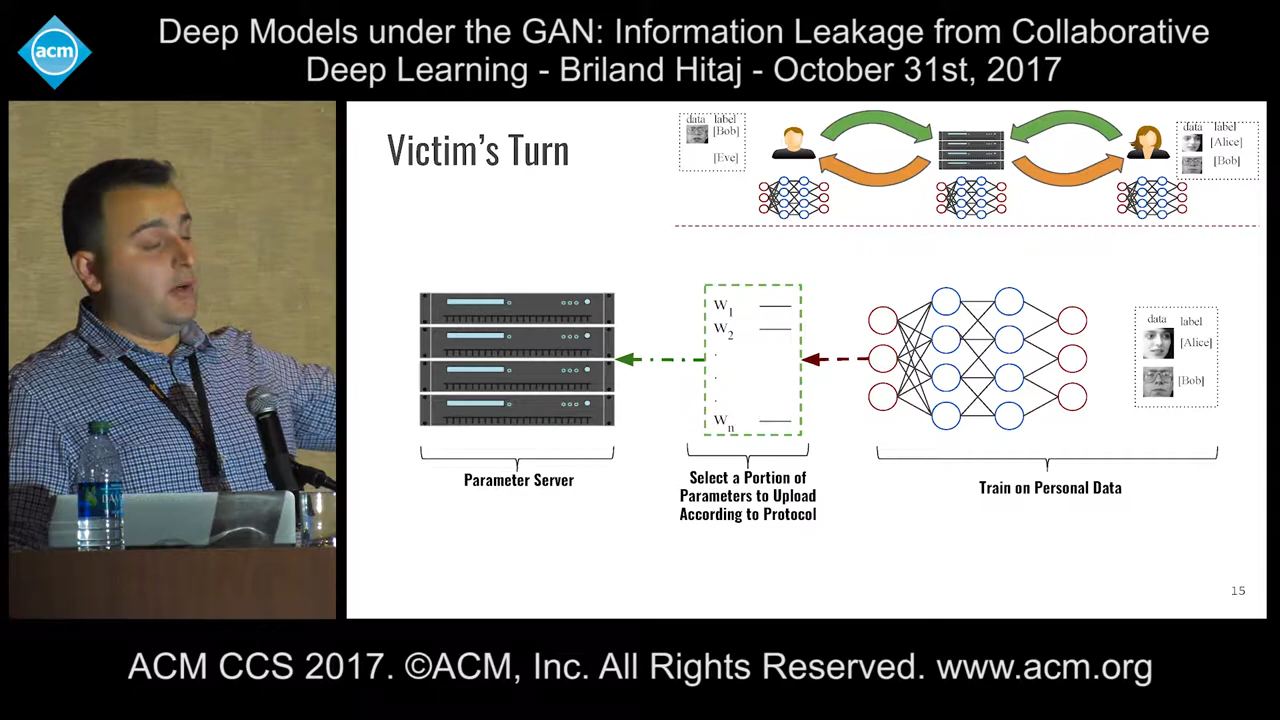 acm
Deep Models under the GAN: Information Leakage from Collaborative
Deep Learning - Briland Hitaj - October 31st, 2017
Victim's Turn
data label
[Bob]
[Eve]
data label
[Alice]
[Bob]
W1
W2
.
.
.
Wn
data label
[Alice]
[Bob]
Parameter Server
Select a Portion of
Parameters to Upload
According to Protocol
Train on Personal Data
15
ACM CCS 2017. ©ACM, Inc. All Rights Reserved. www.acm.org